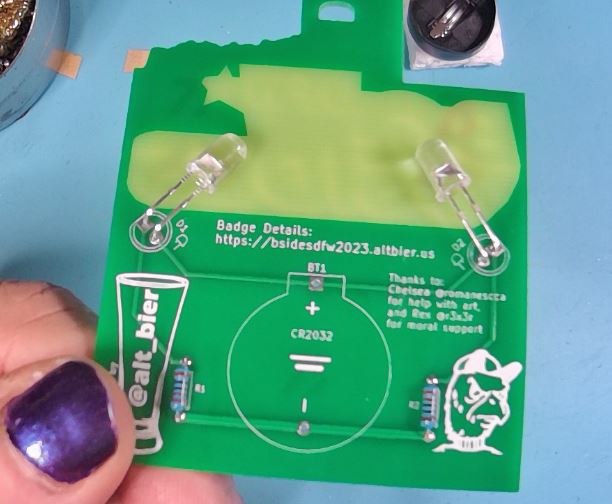 Badge Details:
https://bsidesdfw2023.altbier.us
D1
D2
BT1
+
CR2032
Thanks to:
Chelsea @romanescca
for help with art,
and Rex @r3x3r
for moral support
@alt_bier
R1
R2